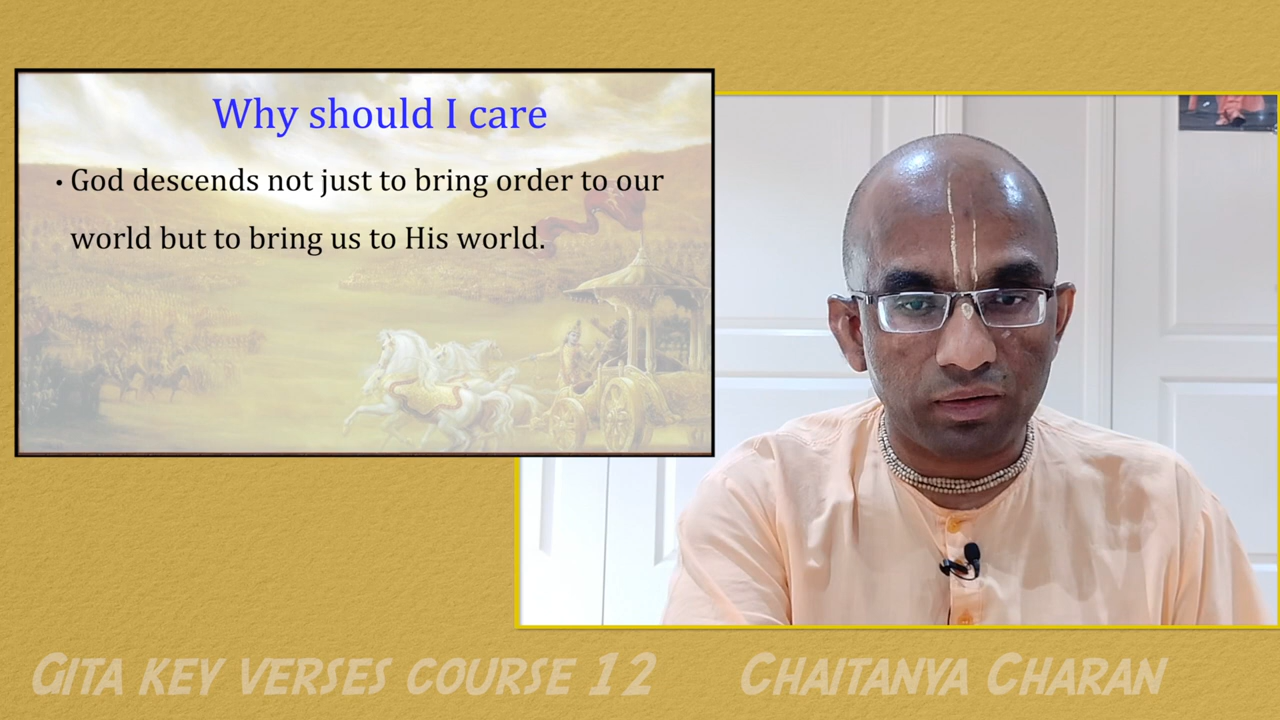 Why should I care
• God descends not just to bring order to our
world but to bring us to His world.
GITA KEY VERSES COURSE 12
CHAITANYA CHARAN